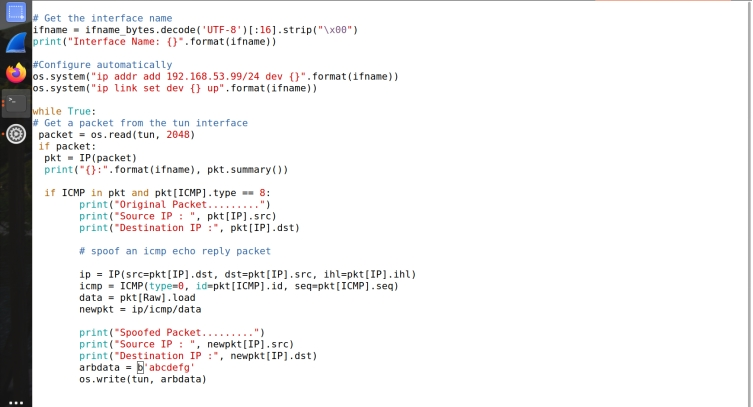 # Get the interface name
ifname = ifname_bytes.decode('UTF-8')[:16].strip("\x00")
print("Interface Name: {}".format(ifname))
#Configure automatically
os.system("ip addr add 192.168.53.99/24 dev {}".format(ifname))
os.system("ip link set dev {} up".format(ifname))
while True:
# Get a packet from the tun interface
packet = os.read(tun, 2048)
if packet:
pkt = IP(packet)
print("{}:".format(ifname), pkt.summary())
if ICMP in pkt and pkt[ICMP].type == 8:
print("Original Packet.........")
print("Source IP : ", pkt[IP].src)
print("Destination IP :", pkt[IP].dst)
# spoof an icmp echo reply packet
ip = IP(src=pkt[IP].dst, dst=pkt[IP].src, ihl=pkt[IP].ihl)
icmp = ICMP(type=0, id=pkt[ICMP].id, seq=pkt[ICMP].seq)
data = pkt[Raw].load
newpkt = ip/icmp/data
print("Spoofed Packet.........")
print("Source IP : ", newpkt[IP].src)
print("Destination IP :", newpkt[IP].dst)
arbdata = b'abcdefg'
os.write(tun, arbdata)